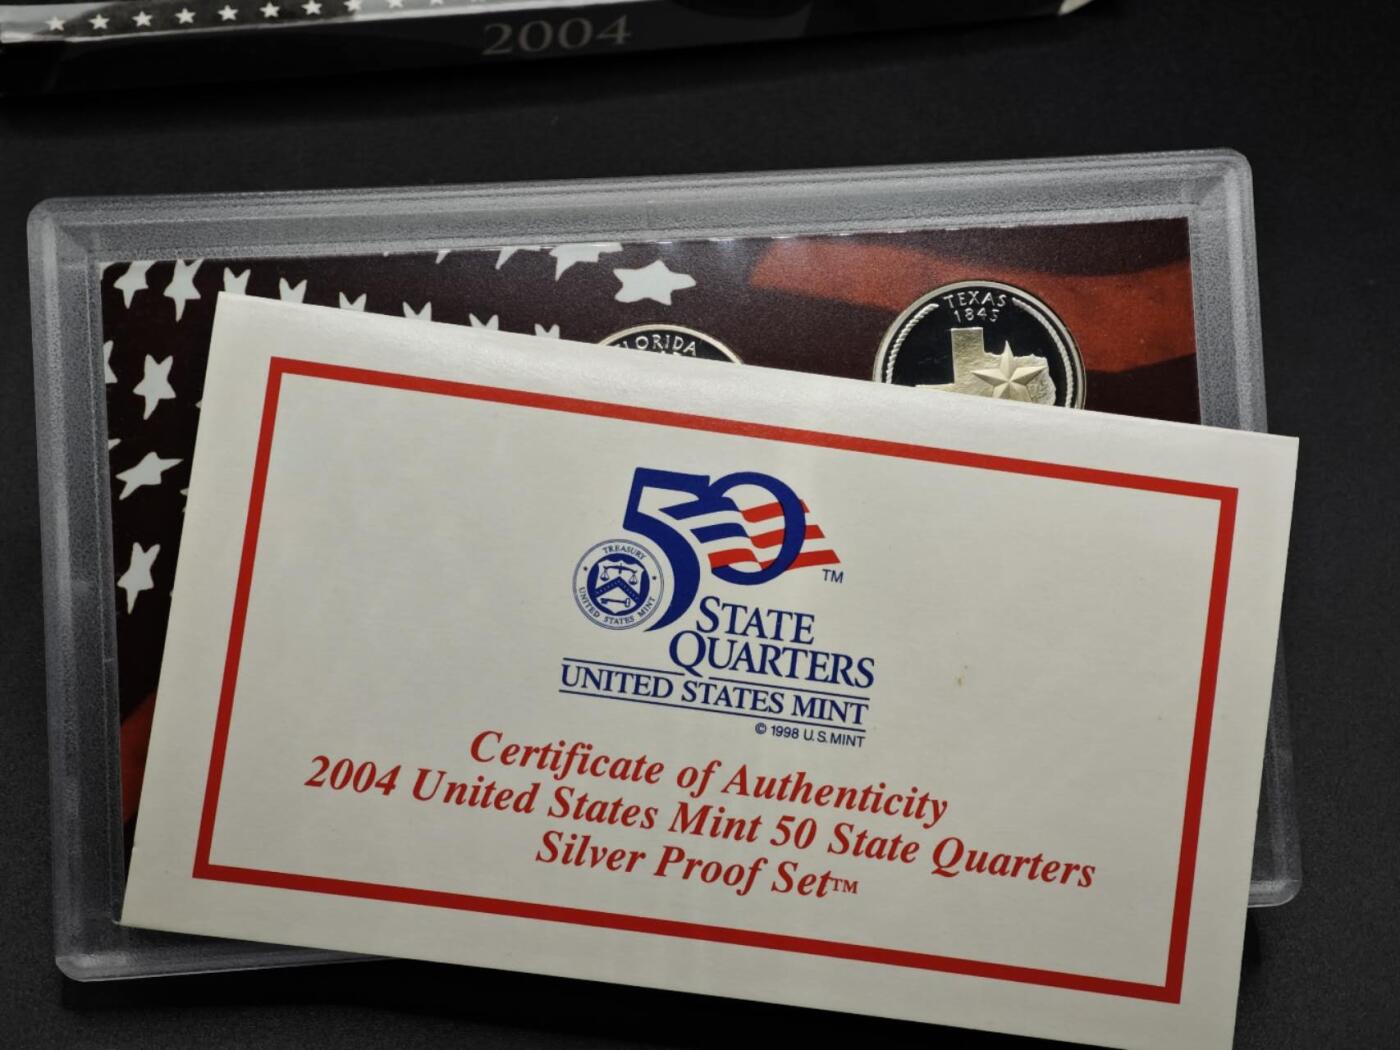 2004
FLORIDA
TEXAS
1845
50
TM
TREASURY
UNITED STATES MINT
STATE
QUARTERS
UNITED STATES MINT
© 1998 U.S. MINT
Certificate of Authenticity
2004 United States Mint 50 State Quarters
Silver Proof Set™